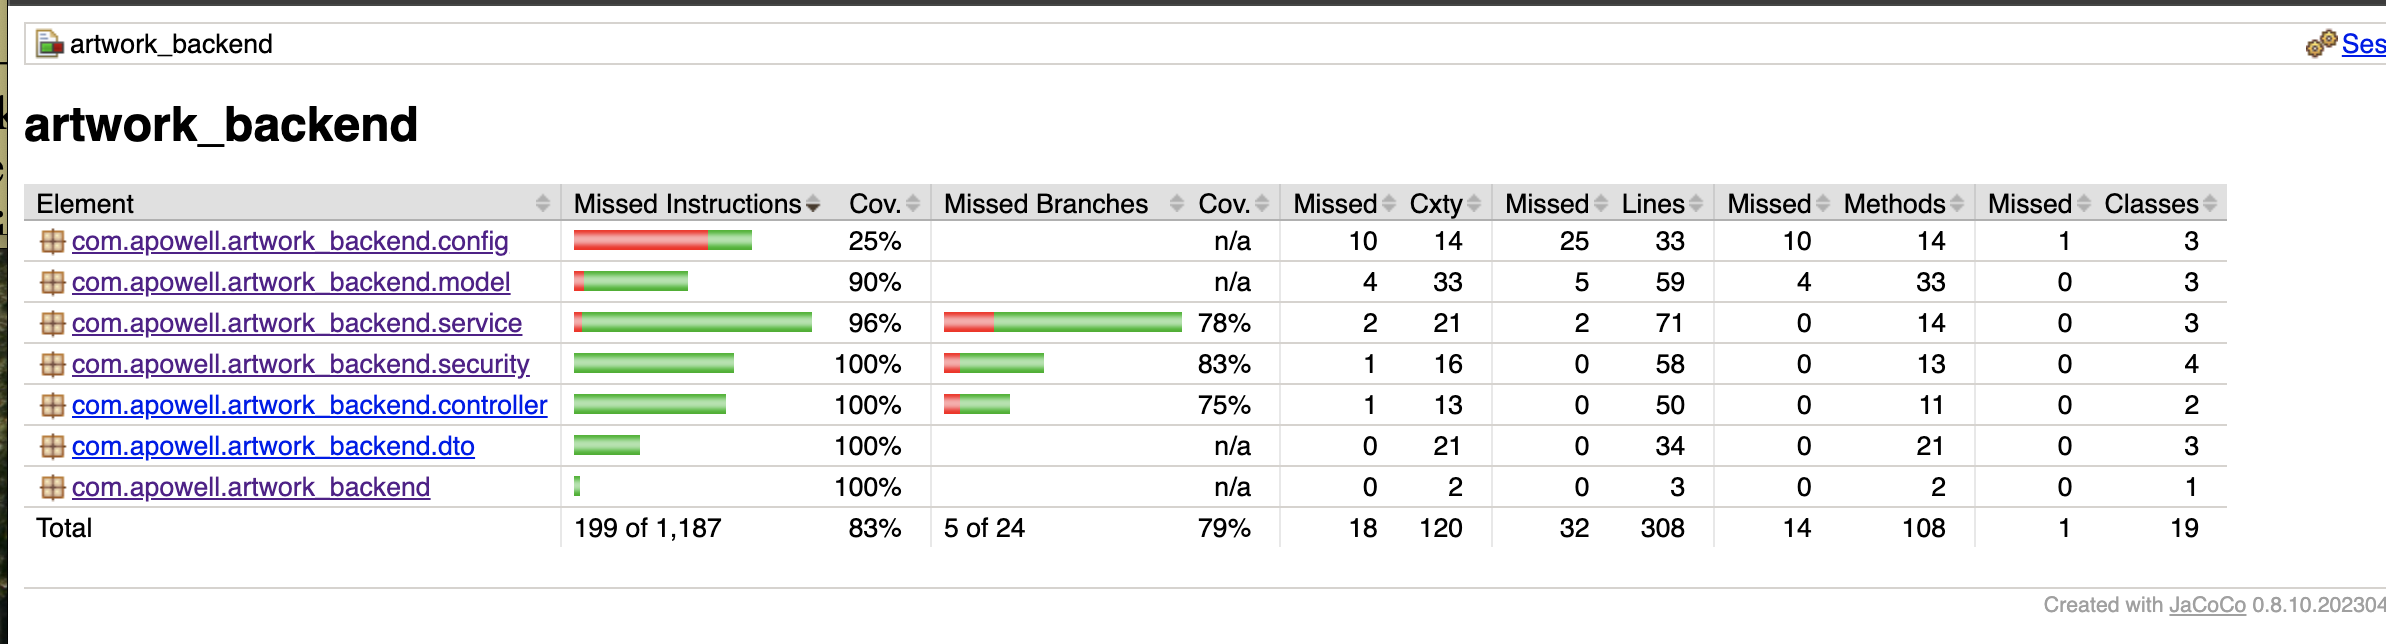 artwork_backend Ses
artwork_backend
Element Missed Instructions Cov. Missed Branches Cov. Missed Cxty Missed Lines Missed Methods Missed Classes
com.apowell.artwork_backend.config 25% n/a 10 14 25 33 10 14 1 3
com.apowell.artwork_backend.model 90% n/a 4 33 5 59 4 33 0 3
com.apowell.artwork_backend.service 96% 78% 2 21 2 71 0 14 0 3
com.apowell.artwork_backend.security 100% 83% 1 16 0 58 0 13 0 4
com.apowell.artwork_backend.controller 100% 75% 1 13 0 50 0 11 0 2
com.apowell.artwork_backend.dto 100% n/a 0 21 0 34 0 21 0 3
com.apowell.artwork_backend 100% n/a 0 2 0 3 0 2 0 1
Total 199 of 1,187 83% 5 of 24 79% 18 120 32 308 14 108 1 19
Created with JaCoCo 0.8.10.202304